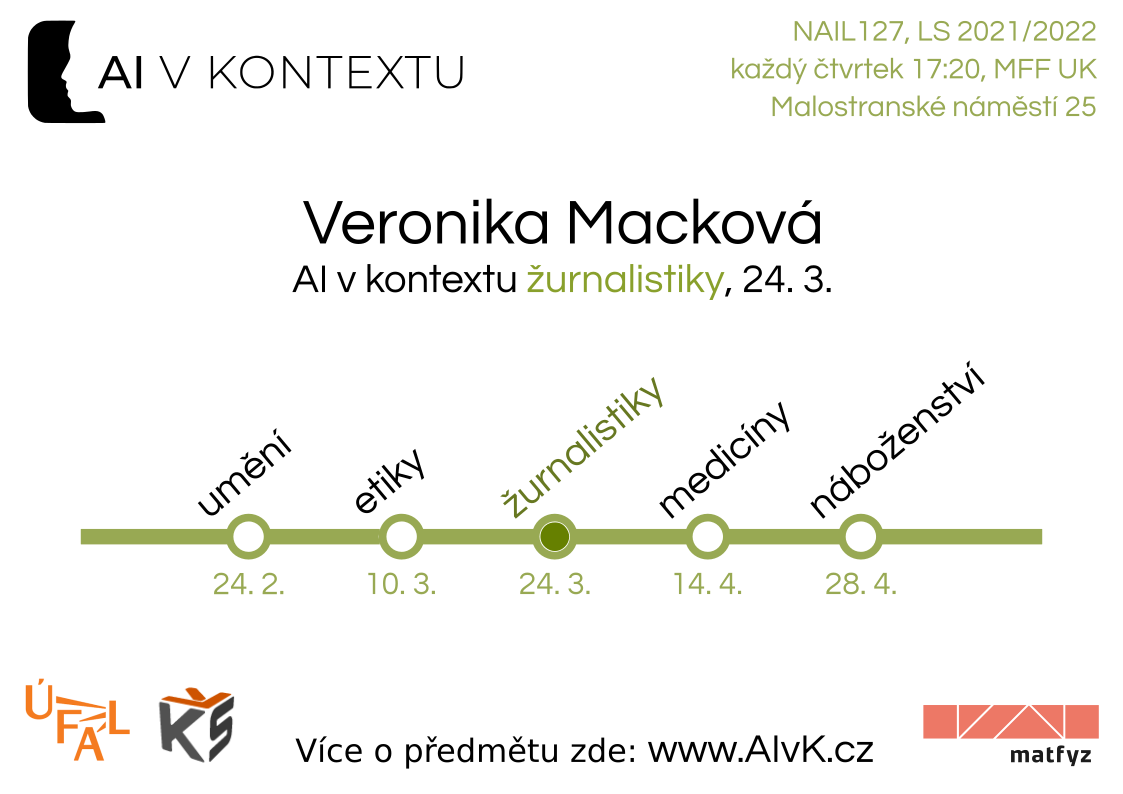 AI V KONTEXTU
NAIL127, LS 2021/2022
každý čtvrtek 17:20, MFF UK
Malostranské náměstí 25
Veronika Macková
AI v kontextu žurnalistiky, 24. 3.
umění
etiky
žurnalistiky
medicíny
náboženství
24. 2.
10. 3.
24. 3.
14. 4.
28. 4.
ÚFAL
KŠ
Více o předmětu zde: www.AIvK.cz
matfyz